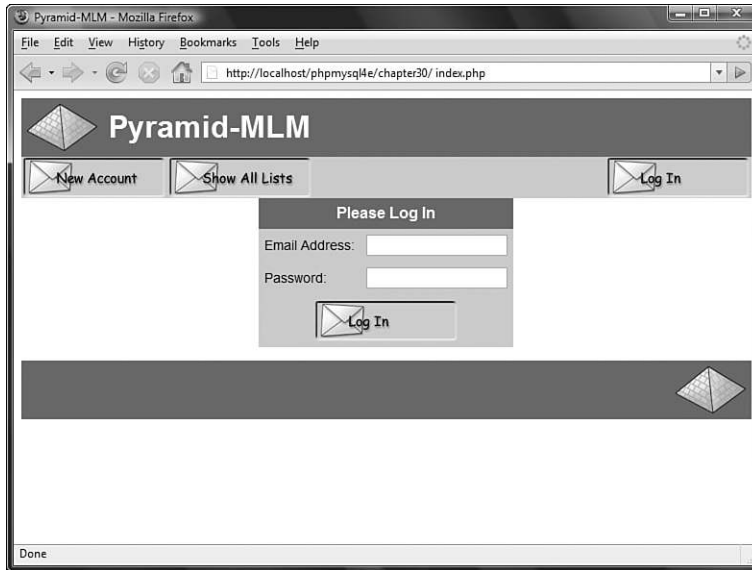 Pyramid-MLM - Mozilla Firefox
File Edit View History Bookmarks Tools Help
http://localhost/phpmysql4e/chapter30/ index.php
Pyramid-MLM
New Account Show All Lists Log In
Please Log In
Email Address:
Password:
Log In
Done